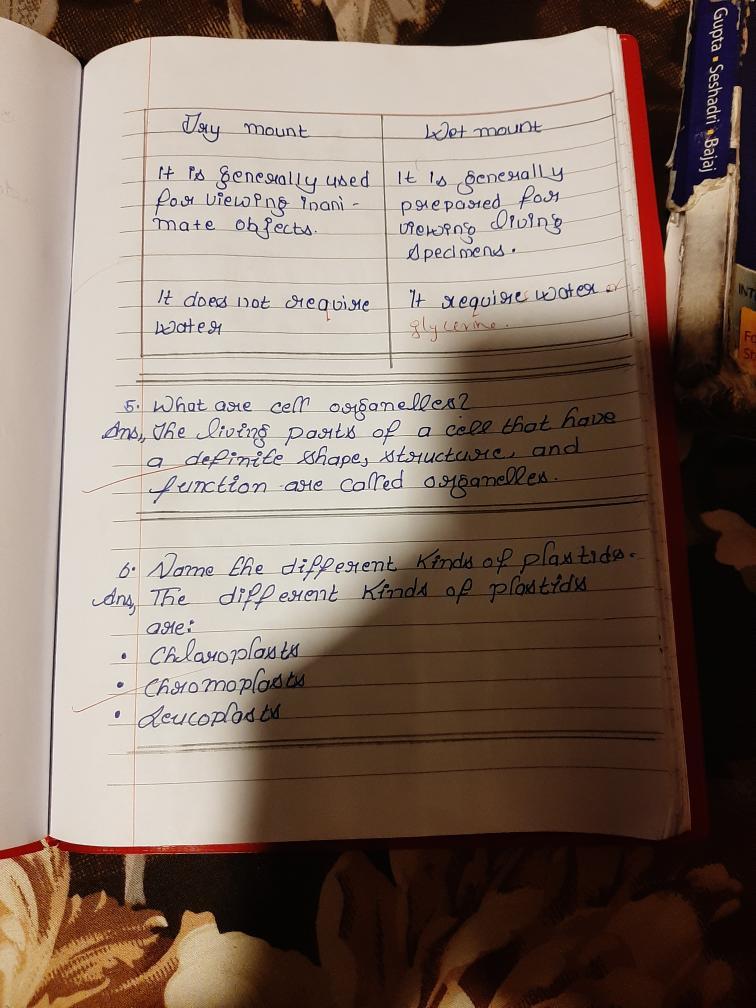 Dry mount
It is generally used
for viewing inani-
mate objects.
It does not require
water
Wet mount
It is generally
prepared for
viewing living
specimens.
It requires water or
glycerine.
5. What are cell organelles?
Ans, The living parts of a cell that have
a definite shape, structure, and
function are called organelles.
6. Name the different kinds of plastids.
Ans, The different kinds of plastids
are:
• Chloroplasts
• Chromoplasts
• Leucoplasts
Gupta • Seshadri • Bajaj